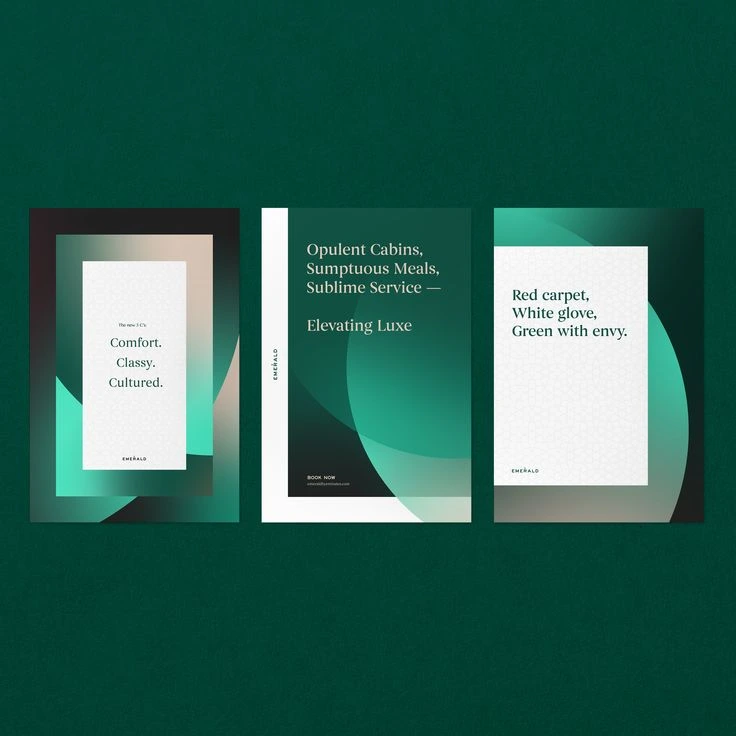 The new 3 C's:
Comfort.
Classy.
Cultured.
EMERALD
EMERALD
Opulent Cabins,
Sumptuous Meals,
Sublime Service —
Elevating Luxe
BOOK NOW
Red carpet,
White glove,
Green with envy.
EMERALD